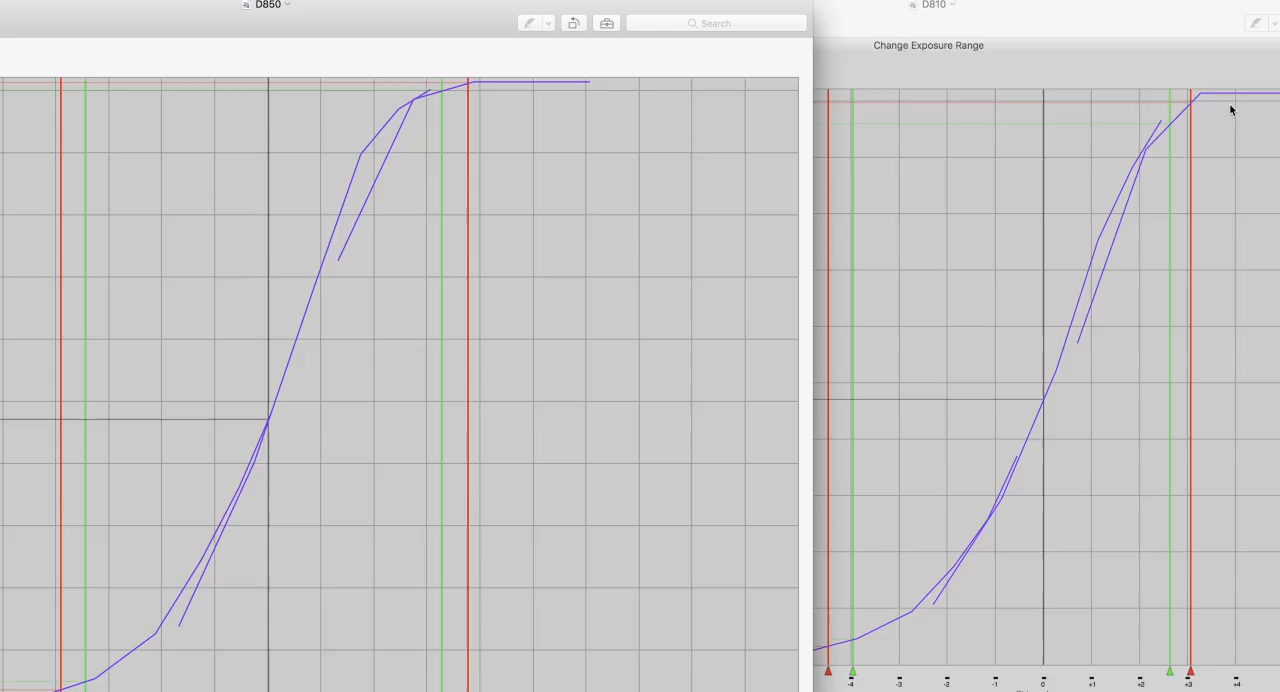 D850
D810
Search
Change Exposure Range
-4 -3 -2 -1 0 +1 +2 +3 +4